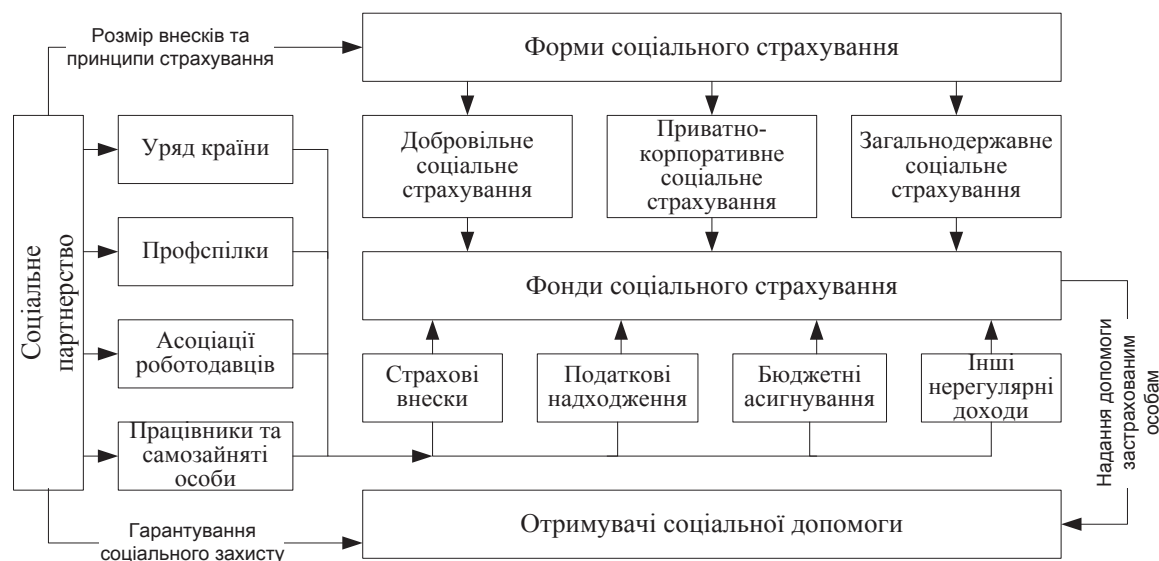 Розмір внесків та
принципи страхування
Форми соціального страхування
Соціальне
партнерство
Уряд країни
Профспілки
Асоціації
роботодавців
Працівники та
самозайняті
особи
Добровільне
соціальне
страхування
Приватно-
корпоративне
соціальне
страхування
Загальнодержавне
соціальне
страхування
Фонди соціального страхування
Страхові
внески
Податкові
надходження
Бюджетні
асигнування
Інші
нерегулярні
доходи
Надання допомоги
застрахованим
особам
Гарантування
соціального захисту
Отримувачі соціальної допомоги